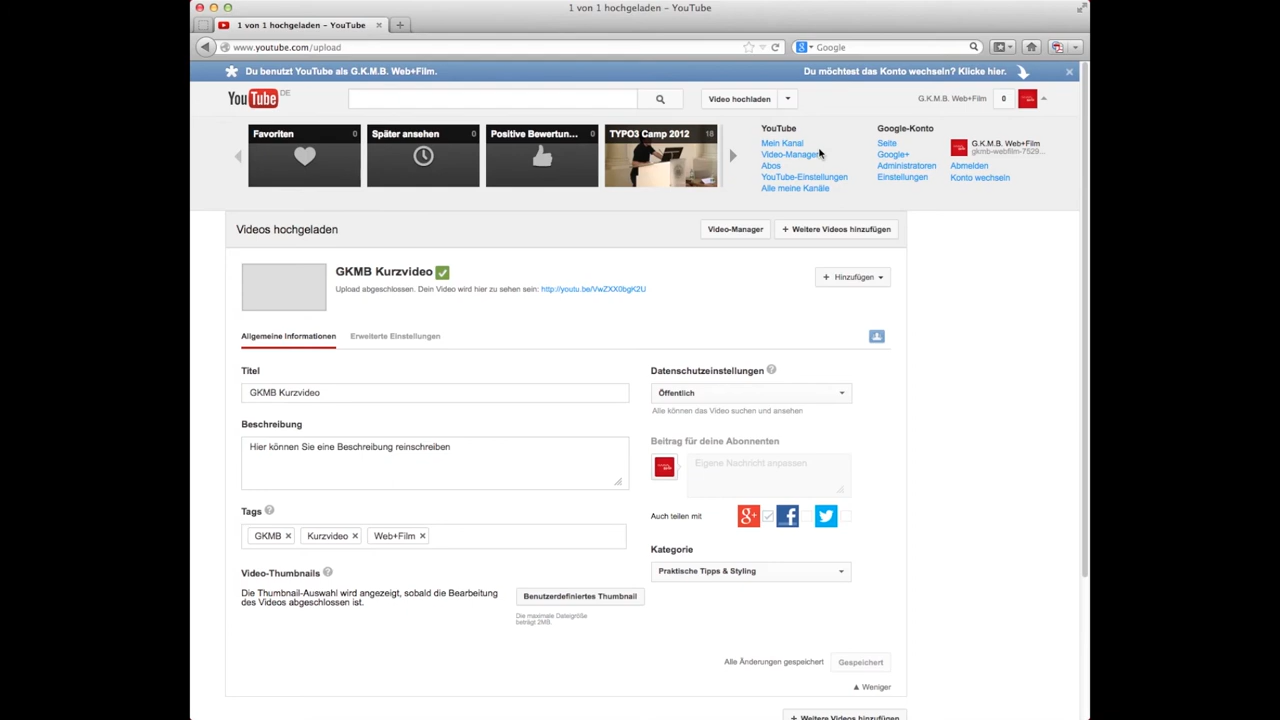 1 von 1 hochgeladen – YouTube
1 von 1 hochgeladen – YouTube
www.youtube.com/upload
Google
Du benutzt YouTube als G.K.M.B. Web+Film.
Du möchtest das Konto wechseln? Klicke hier.
YouTube DE
Video hochladen
G.K.M.B. Web+Film
0
Favoriten 0
Später ansehen 0
Positive Bewertun... 0
TYPO3 Camp 2012 18
YouTube
Mein Kanal
Video-Manager
Abos
YouTube-Einstellungen
Alle meine Kanäle
Google-Konto
Seite
Google+
Administratoren
Einstellungen
G.K.M.B. Web+Film
gkmb-webfilm-7529...
Abmelden
Konto wechseln
Videos hochgeladen
Video-Manager
+ Weitere Videos hinzufügen
GKMB Kurzvideo
Upload abgeschlossen. Dein Video wird hier zu sehen sein: http://youtu.be/VwZXX0bgK2U
+ Hinzufügen
Allgemeine Informationen
Erweiterte Einstellungen
Titel
GKMB Kurzvideo
Beschreibung
Hier können Sie eine Beschreibung reinschreiben
Tags ?
GKMB ×
Kurzvideo ×
Web+Film ×
Video-Thumbnails ?
Die Thumbnail-Auswahl wird angezeigt, sobald die Bearbeitung
des Videos abgeschlossen ist.
Benutzerdefiniertes Thumbnail
Die maximale Dateigröße
beträgt 2MB.
Datenschutzeinstellungen ?
Öffentlich
Alle können das Video suchen und ansehen
Beitrag für deine Abonnenten
Eigene Nachricht anpassen
Auch teilen mit
Kategorie
Praktische Tipps & Styling
Alle Änderungen gespeichert
Gespeichert
Weniger
+ Weitere Videos hinzufügen